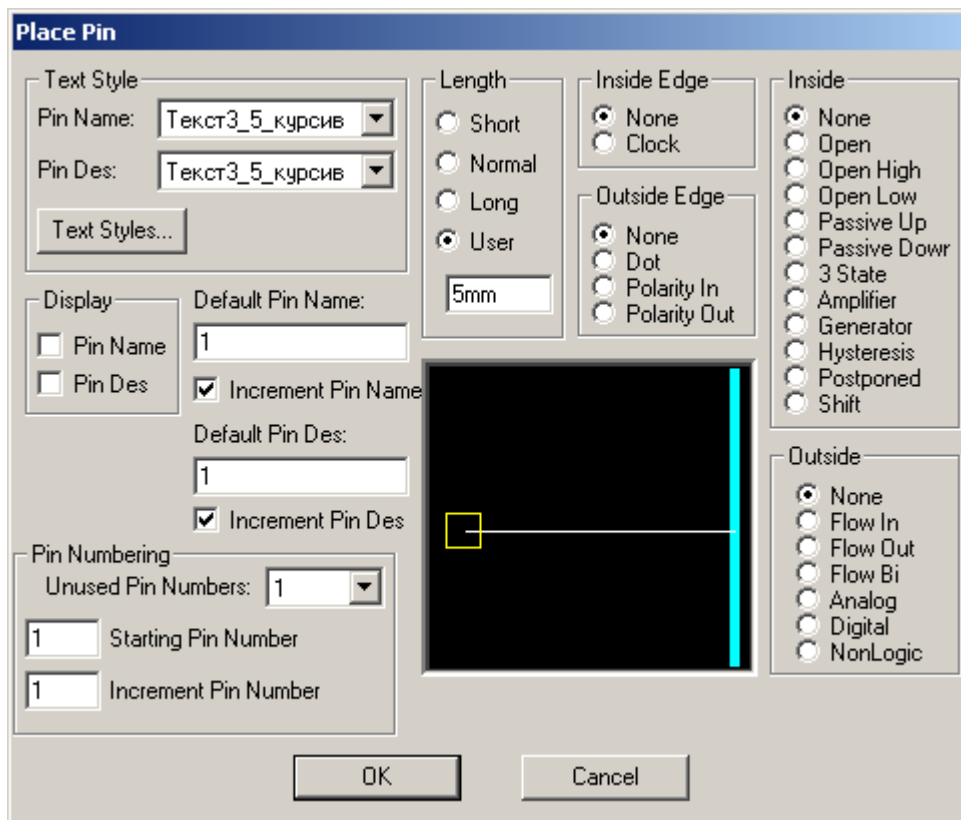 Place Pin
Text Style
Pin Name: Текст3_5_курсив
Pin Des: Текст3_5_курсив
Text Styles...
Length
Short
Normal
Long
User
5mm
Inside Edge
None
Clock
Outside Edge
None
Dot
Polarity In
Polarity Out
Inside
None
Open
Open High
Open Low
Passive Up
Passive Dowr
3 State
Amplifier
Generator
Hysteresis
Postponed
Shift
Display
Pin Name
Pin Des
Default Pin Name:
1
Increment Pin Name
Default Pin Des:
1
Increment Pin Des
Outside
None
Flow In
Flow Out
Flow Bi
Analog
Digital
NonLogic
Pin Numbering
Unused Pin Numbers: 1
1 Starting Pin Number
1 Increment Pin Number
OK
Cancel